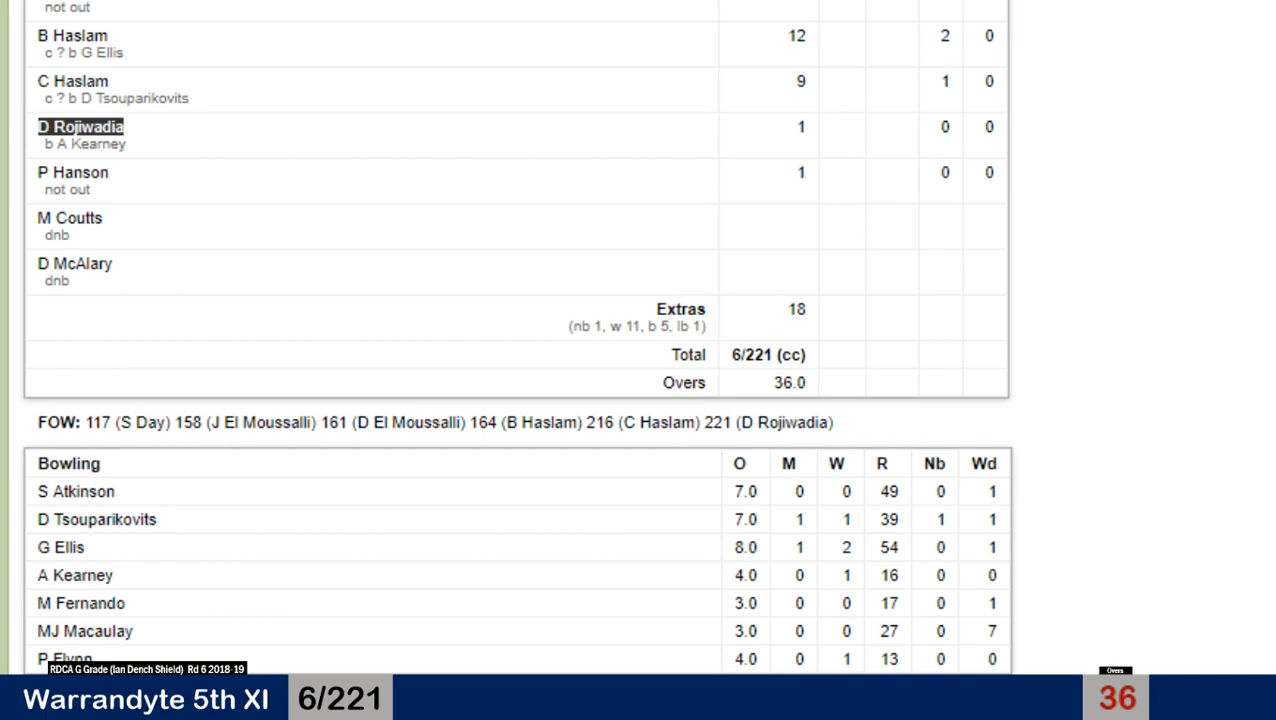 not out
B Haslam 12 2 0
c ? b G Ellis
C Haslam 9 1 0
c ? b D Tsouparikovits
D Rojiwadia 1 0 0
b A Kearney
P Hanson 1 0 0
not out
M Coutts
dnb
D McAlary
dnb
Extras 18
(nb 1, w 11, b 5, lb 1)
Total 6/221 (cc)
Overs 36.0
FOW: 117 (S Day) 158 (J El Moussalli) 161 (D El Moussalli) 164 (B Haslam) 216 (C Haslam) 221 (D Rojiwadia)
Bowling O M W R Nb Wd
S Atkinson 7.0 0 0 49 0 1
D Tsouparikovits 7.0 1 1 39 1 1
G Ellis 8.0 1 2 54 0 1
A Kearney 4.0 0 1 16 0 0
M Fernando 3.0 0 0 17 0 1
MJ Macaulay 3.0 0 0 27 0 7
P Flynn 4.0 0 1 13 0 0
RDCA G Grade (Ian Dench Shield) Rd 6 2018-19
Overs
Warrandyte 5th XI 6/221 36